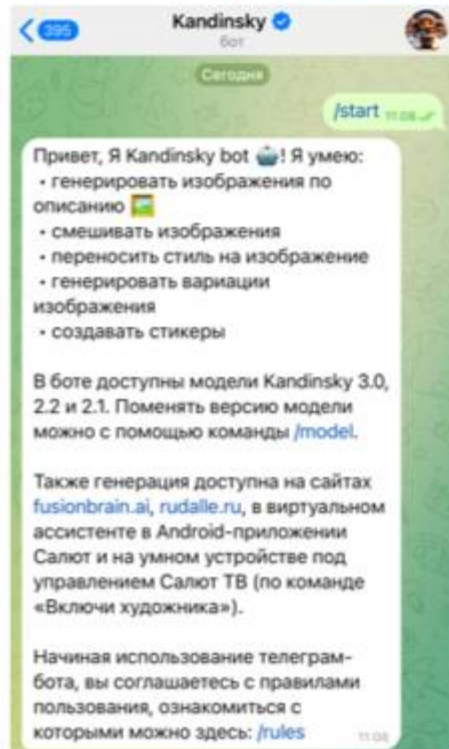 395
Kandinsky
бот
Сегодня
/start 11:08
Привет, Я Kandinsky bot 🤖! Я умею:
• генерировать изображения по
описанию 🖼️
• смешивать изображения
• переносить стиль на изображение
• генерировать вариации
изображения
• создавать стикеры
В боте доступны модели Kandinsky 3.0,
2.2 и 2.1. Поменять версию модели
можно с помощью команды /model.
Также генерация доступна на сайтах
fusionbrain.ai, rudalle.ru, в виртуальном
ассистенте в Android-приложении
Салют и на умном устройстве под
управлением Салют ТВ (по команде
«Включи художника»).
Начиная использование телеграм-
бота, вы соглашаетесь с правилами
пользования, ознакомиться с
которыми можно здесь: /rules 11:08